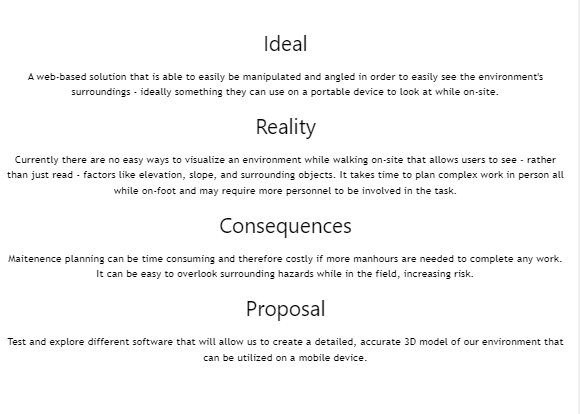 Ideal
A web-based solution that is able to easily be manipulated and angled in order to easily see the environment's
surroundings - ideally something they can use on a portable device to look at while on-site.
Reality
Currently there are no easy ways to visualize an environment while walking on-site that allows users to see - rather
than just read - factors like elevation, slope, and surrounding objects. It takes time to plan complex work in person all
while on-foot and may require more personnel to be involved in the task.
Consequences
Maitenence planning can be time consuming and therefore costly if more manhours are needed to complete any work.
It can be easy to overlook surrounding hazards while in the field, increasing risk.
Proposal
Test and explore different software that will allow us to create a detailed, accurate 3D model of our environment that
can be utilized on a mobile device.